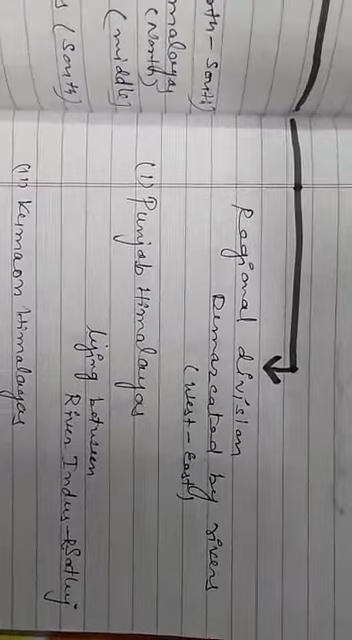 North-South)
malayas
(North)
(middle)
s (South)
Regional division
Demarcated by rivers
(West-East)
(i) Punjab Himalayas
lying between
River Indus - Satluj
(ii) Kumaon Himalayas